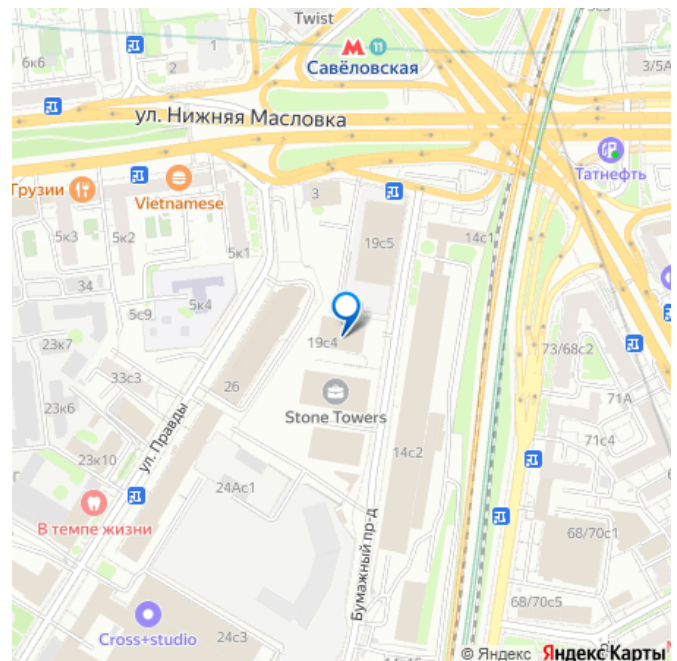 Twist
1
6к6
2
11
Савёловская
3/5А
ул. Нижняя Масловка
Татнефть
Грузии
Vietnamese
3
5к3
5к2
5к1
19с5
14с1
34
5к4
5с9
19с4
23к7
33с3
26
73/68с2
71А
Stone Towers
23к6
ул. Правды
71с4
14с2
23к10
24Ас1
В темпе жизни
Бумажный пр-д
68/70с1
68/70с5
Cross+studio
24с3
© Яндекс Яндекс Карты